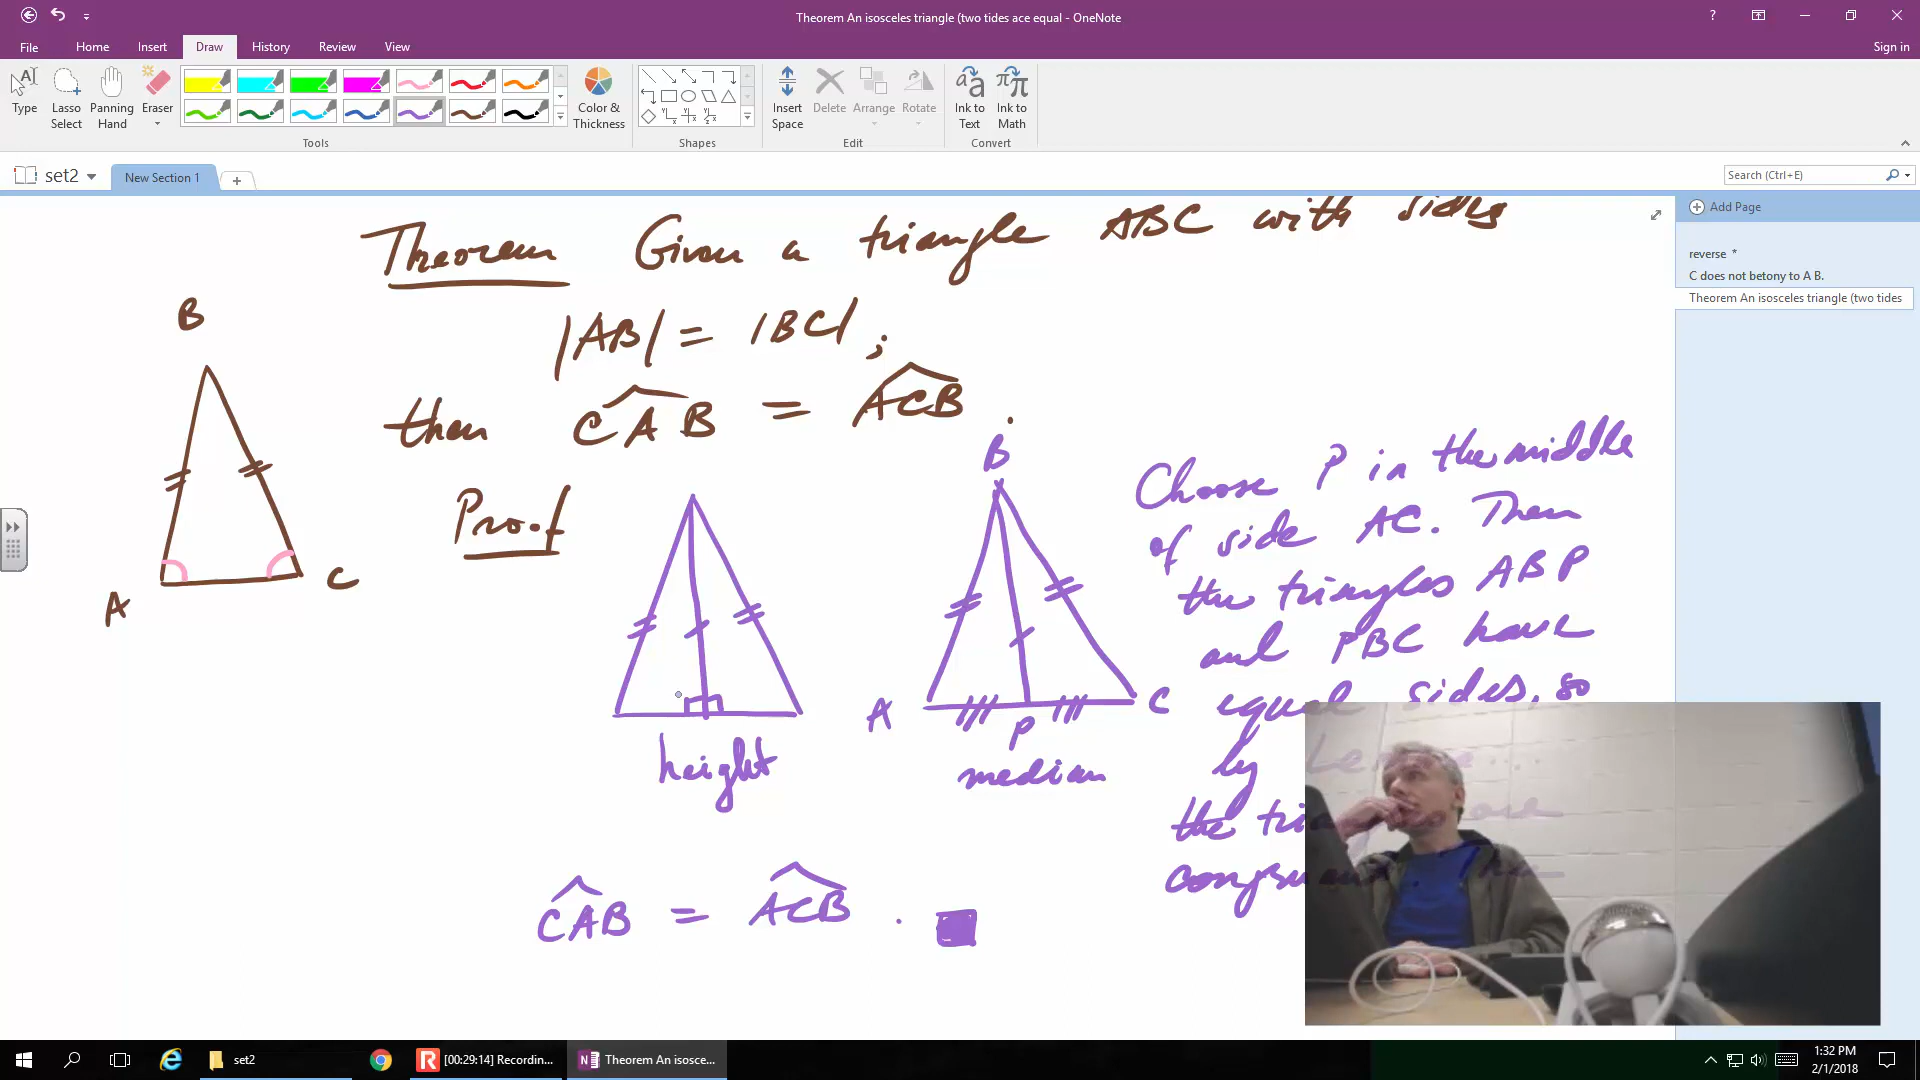 Theorem An isosceles triangle (two tides ace equal - OneNote
?
File Home Insert Draw History Review View
Sign in
Type Lasso Select Panning Hand Eraser
Color & Thickness
Insert Space Delete Arrange Rotate
Ink to Text Ink to Math
Tools Shapes Edit Convert
set2 New Section 1
Search (Ctrl+E)
Add Page
reverse *
C does not betony to A B.
Theorem An isosceles triangle (two tides
Theorem Given a triangle ABC with sides
|AB| = |BC| ;
then CAB = ACB .
B
A
C
Proof
height
B
A
P
C
median
Choose P in the middle
of side AC. Then
the triangles ABP
and PBC have
equal sides, so
by
the
CAB = ACB .
set2
[00:29:14] Recordin...
Theorem An isosce...
1:32 PM
2/1/2018